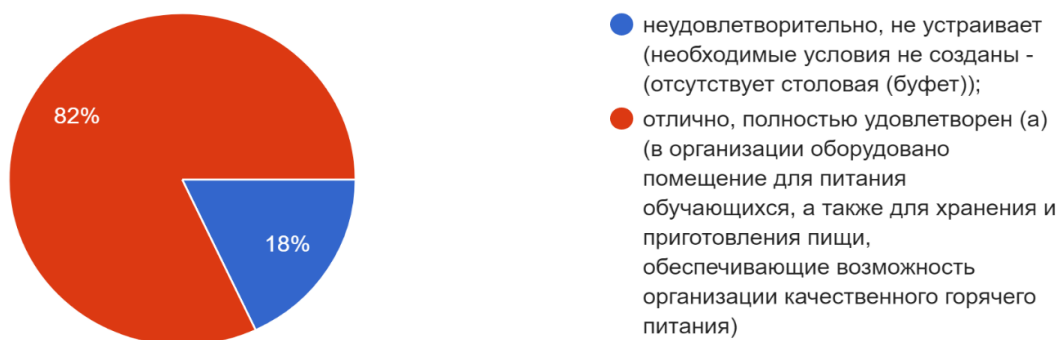 82%
18%
неудовлетворительно, не устраивает
(необходимые условия не созданы -
(отсутствует столовая (буфет));
отлично, полностью удовлетворен (а)
(в организации оборудовано
помещение для питания
обучающихся, а также для хранения и
приготовления пищи,
обеспечивающие возможность
организации качественного горячего
питания)